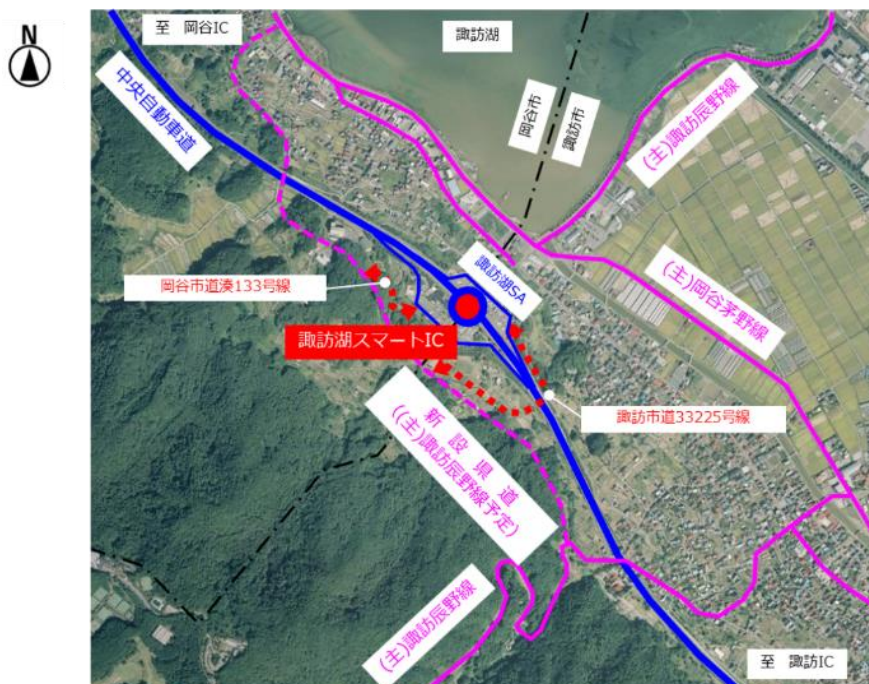 N
至 岡谷IC
諏訪湖
中央自動車道
岡谷市
諏訪市
(主)諏訪辰野線
諏訪湖SA
(主)岡谷茅野線
岡谷市道湊133号線
諏訪湖スマートIC
諏訪市道33225号線
新設県道
((主)諏訪辰野線予定)
(主)諏訪辰野線
至 諏訪IC